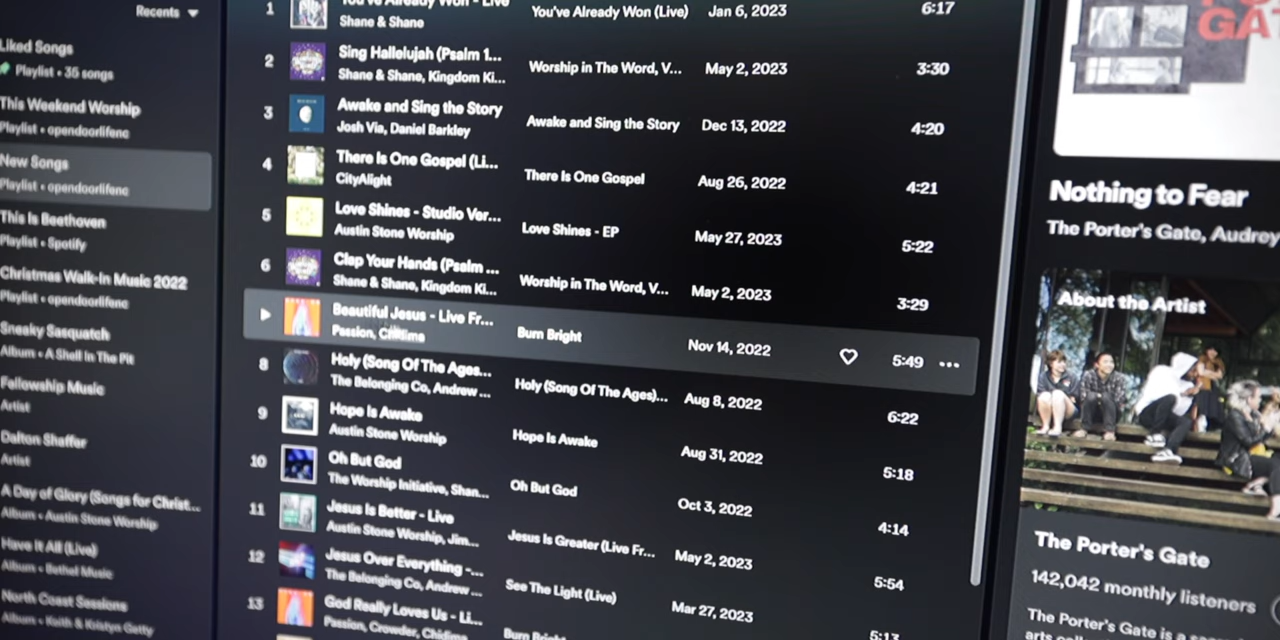 Recents
Liked Songs
Playlist • 35 songs
This Weekend Worship
Playlist • opendoorlifenc
New Songs
Playlist • opendoorlifenc
This Is Beethoven
Playlist • Spotify
Christmas Walk-In Music 2022
Playlist • opendoorlifenc
Sneaky Sasquatch
Album • A Shell In The Pit
Fellowship Music
Artist
Dalton Shaffer
Artist
A Day of Glory (Songs for Christ...
Album • Austin Stone Worship
Have It All (Live)
Album • Bethel Music
North Coast Sessions
Album • Keith & Kristyn Getty
1 You've Already Won - Live You've Already Won (Live) Jan 6, 2023 6:17
Shane & Shane
2 Sing Hallelujah (Psalm 1... Worship in The Word, V... May 2, 2023 3:30
Shane & Shane, Kingdom Ki...
3 Awake and Sing the Story Awake and Sing the Story Dec 13, 2022 4:20
Josh Via, Daniel Barkley
4 There Is One Gospel (Li... There Is One Gospel Aug 26, 2022 4:21
CityAlight
5 Love Shines - Studio Ver... Love Shines - EP May 27, 2023 5:22
Austin Stone Worship
6 Clap Your Hands (Psalm ... Worship in The Word, V... May 2, 2023 3:29
Shane & Shane, Kingdom Ki...
Beautiful Jesus - Live Fr... Burn Bright Nov 14, 2022 5:49 •••
Passion, Chidima
8 Holy (Song Of The Ages... Holy (Song Of The Ages)... Aug 8, 2022 6:22
The Belonging Co, Andrew ...
9 Hope Is Awake Hope Is Awake Aug 31, 2022 5:18
Austin Stone Worship
10 Oh But God Oh But God Oct 3, 2022 4:14
The Worship Initiative, Shan...
11 Jesus Is Better - Live Jesus Is Greater (Live Fr... May 2, 2023 5:54
Austin Stone Worship, Jim...
12 Jesus Over Everything -... See The Light (Live) Mar 27, 2023 5:13
The Belonging Co, Andrew ...
13 God Really Loves Us - Li... Burn Bright
Passion, Crowder, Chidima
GA
Nothing to Fear
The Porter's Gate, Audrey
About the Artist
The Porter's Gate
142,042 monthly listeners
The Porter's Gate is a